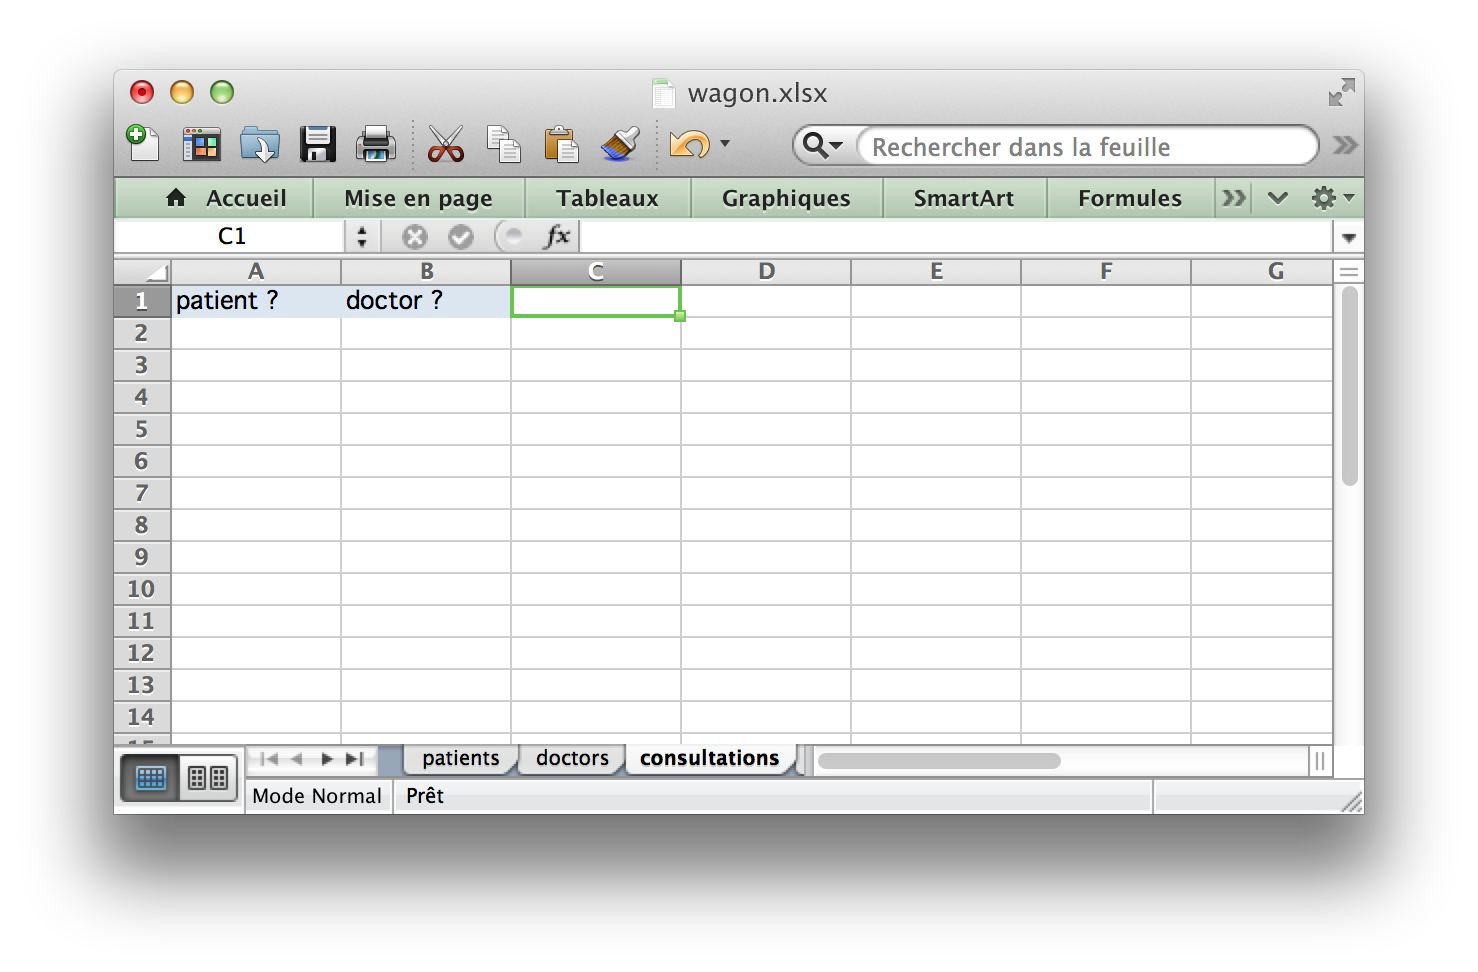 wagon.xlsx
Rechercher dans la feuille
Accueil Mise en page Tableaux Graphiques SmartArt Formules
C1 fx
A B C D E F G
1 patient ? doctor ?
2
3
4
5
6
7
8
9
10
11
12
13
14
15
patients doctors consultations
Mode Normal Prêt